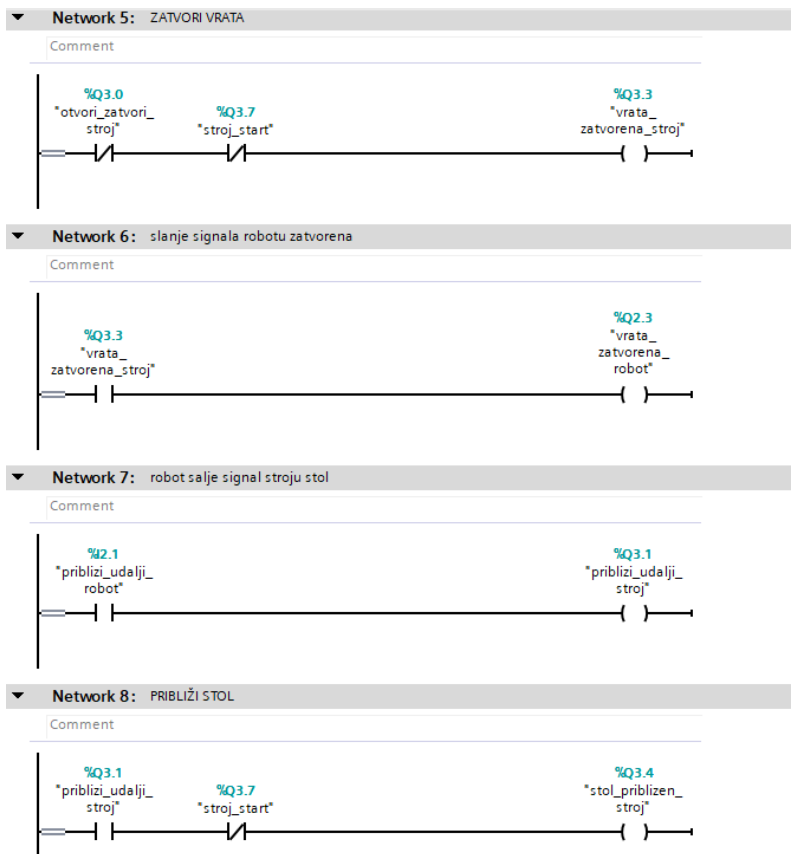 Network 5: ZATVORI VRATA
Comment
%Q3.0
"otvori_zatvori_
stroj"
%Q3.7
"stroj_start"
%Q3.3
"vrata_
zatvorena_stroj"
Network 6: slanje signala robotu zatvorena
Comment
%Q3.3
"vrata_
zatvorena_stroj"
%Q2.3
"vrata_
zatvorena_
robot"
Network 7: robot salje signal stroju stol
Comment
%I2.1
"priblizi_udalji_
robot"
%Q3.1
"priblizi_udalji_
stroj"
Network 8: PRIBLIŽI STOL
Comment
%Q3.1
"priblizi_udalji_
stroj"
%Q3.7
"stroj_start"
%Q3.4
"stol_priblizen_
stroj"